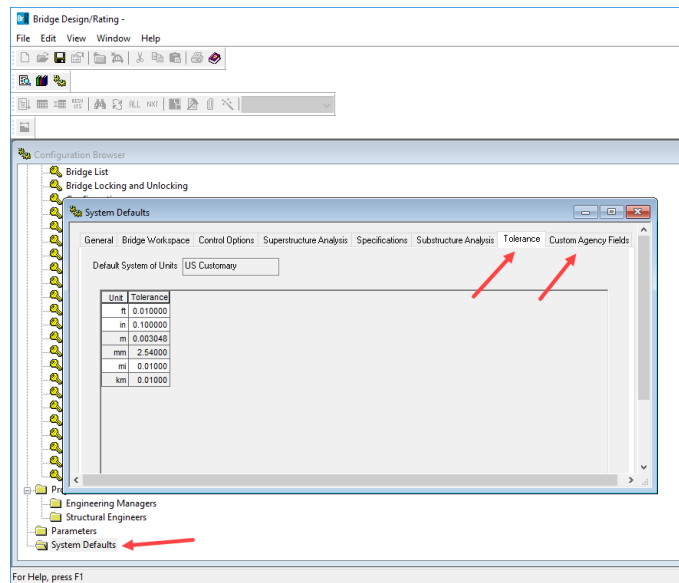 Br Bridge Design/Rating -
File Edit View Window Help
ALL NXT
Configuration Browser
Bridge List
Bridge Locking and Unlocking
System Defaults
General Bridge Workspace Control Options Superstructure Analysis Specifications Substructure Analysis Tolerance Custom Agency Fields
Default System of Units US Customary
Unit Tolerance
ft 0.010000
in 0.100000
m 0.003048
mm 2.54000
mi 0.01000
km 0.01000
Engineering Managers
Structural Engineers
Parameters
System Defaults
For Help, press F1